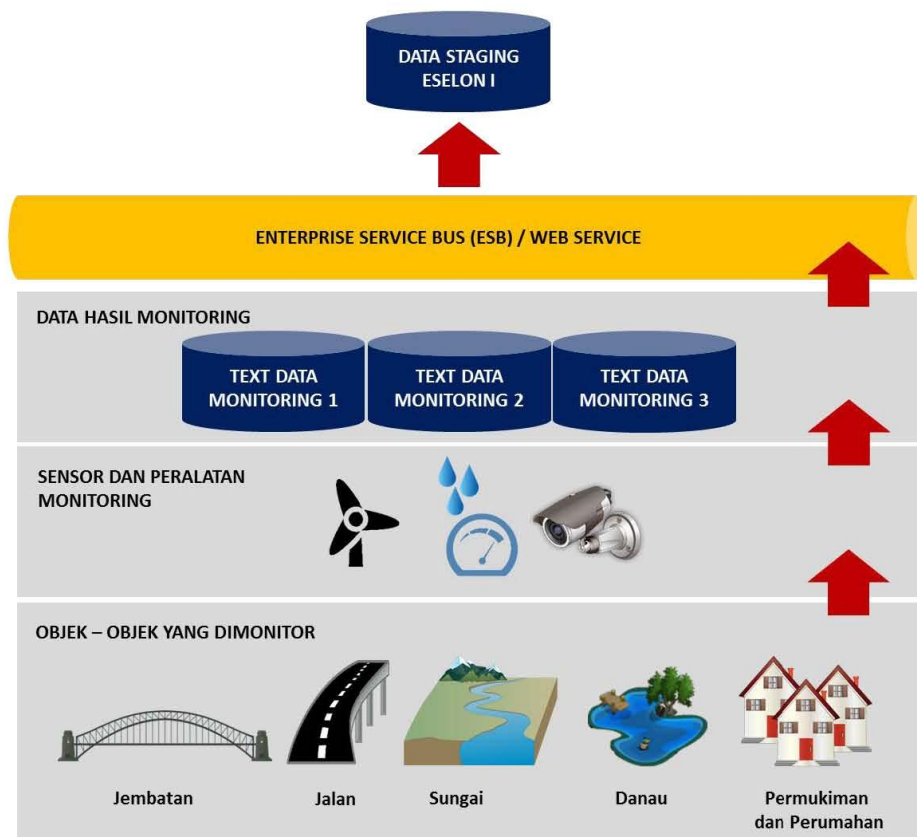 DATA STAGING
ESELON I
ENTERPRISE SERVICE BUS (ESB) / WEB SERVICE
DATA HASIL MONITORING
TEXT DATA
MONITORING 1
TEXT DATA
MONITORING 2
TEXT DATA
MONITORING 3
SENSOR DAN PERALATAN
MONITORING
OBJEK – OBJEK YANG DIMONITOR
Jembatan
Jalan
Sungai
Danau
Permukiman
dan Perumahan